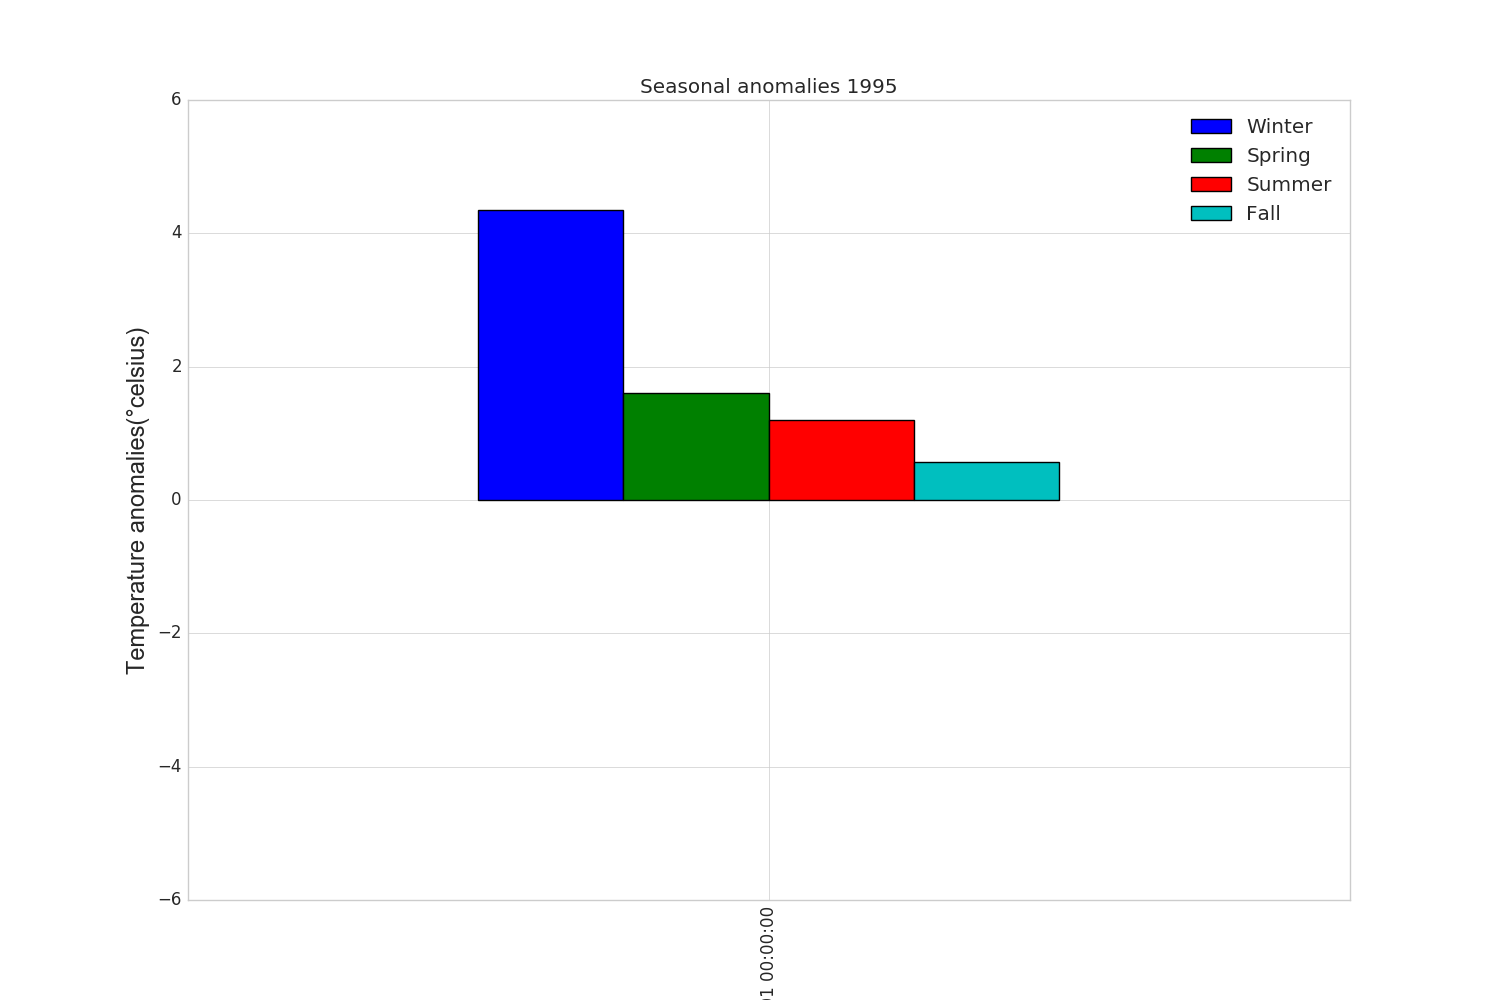 Seasonal anomalies 1995
Winter
Spring
Summer
Fall
Temperature anomalies(°celsius)
6
4
2
0
−2
−4
−6
01 00:00:00